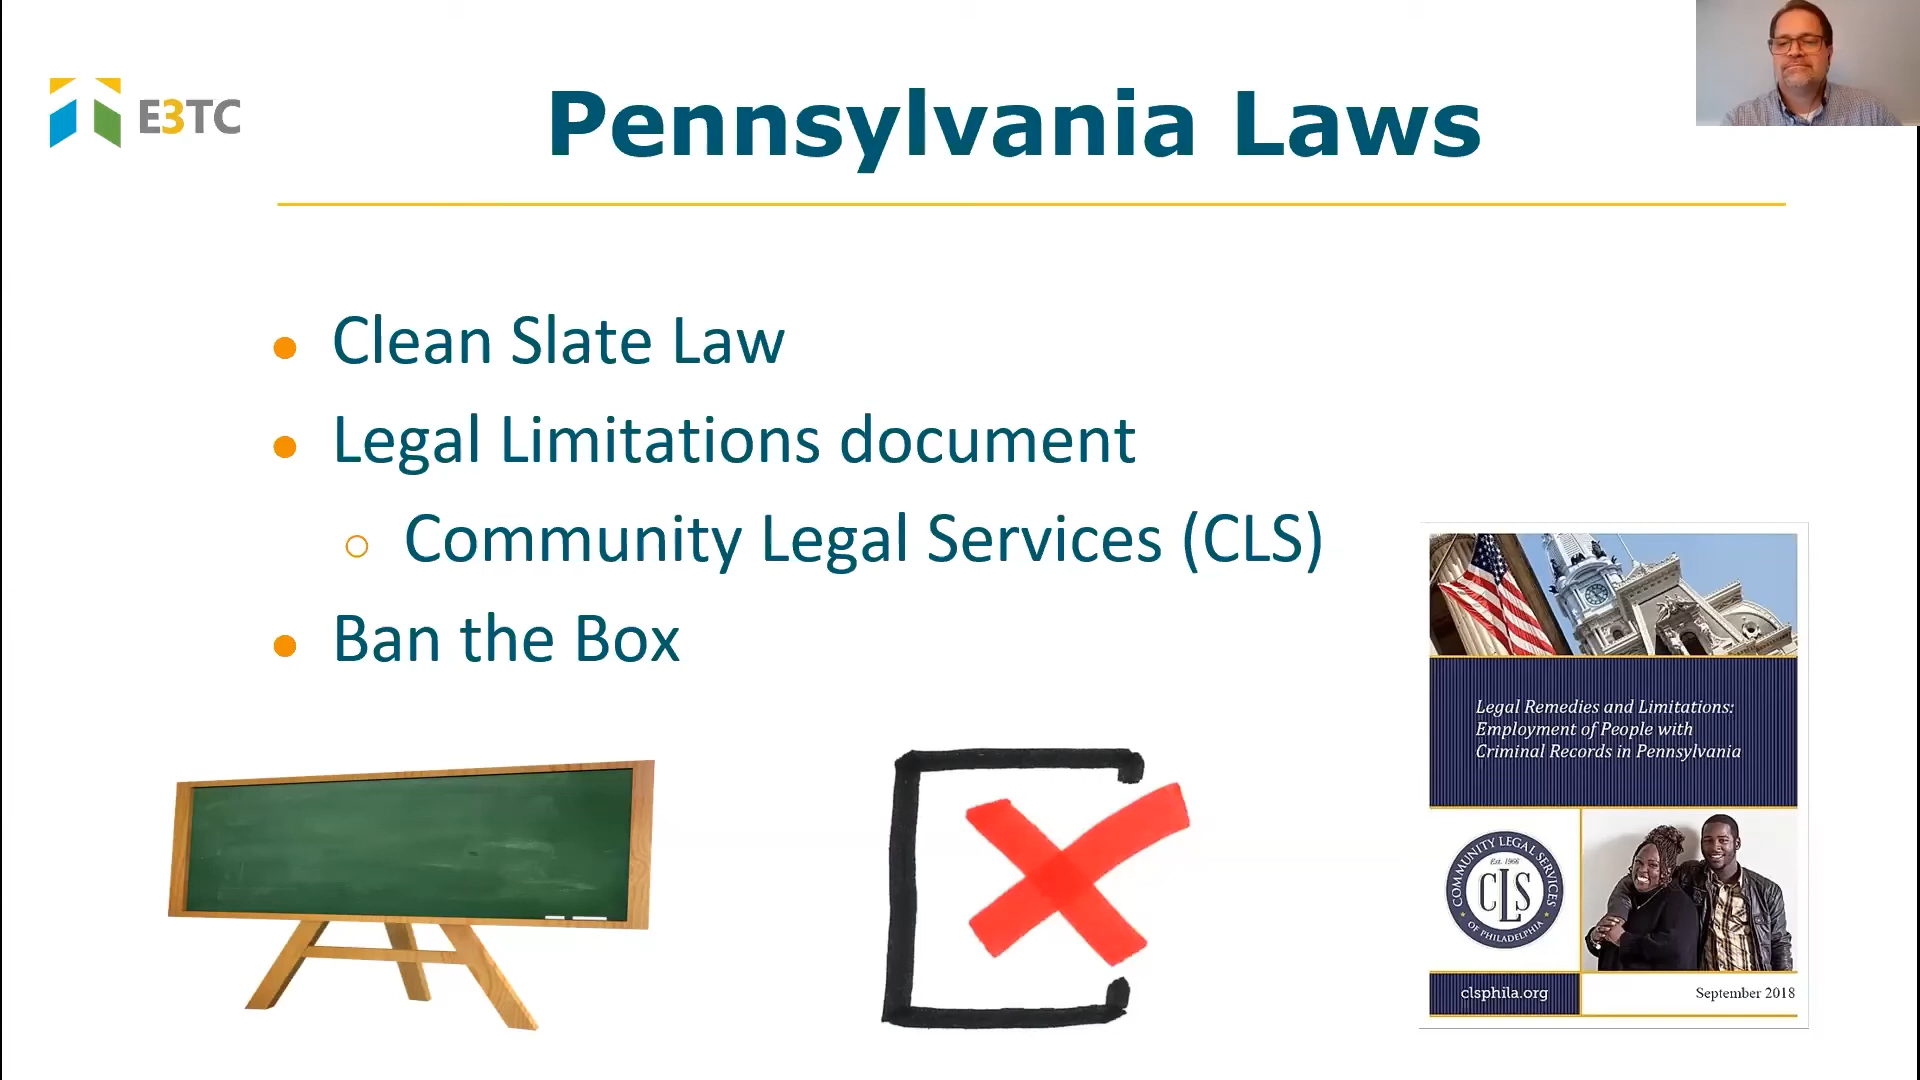 E3TC
Pennsylvania Laws
Clean Slate Law
Legal Limitations document
Community Legal Services (CLS)
Ban the Box
Legal Remedies and Limitations:
Employment of People with
Criminal Records in Pennsylvania
COMMUNITY LEGAL SERVICES
Est. 1966
CLS
OF PHILADELPHIA
clsphila.org
September 2018